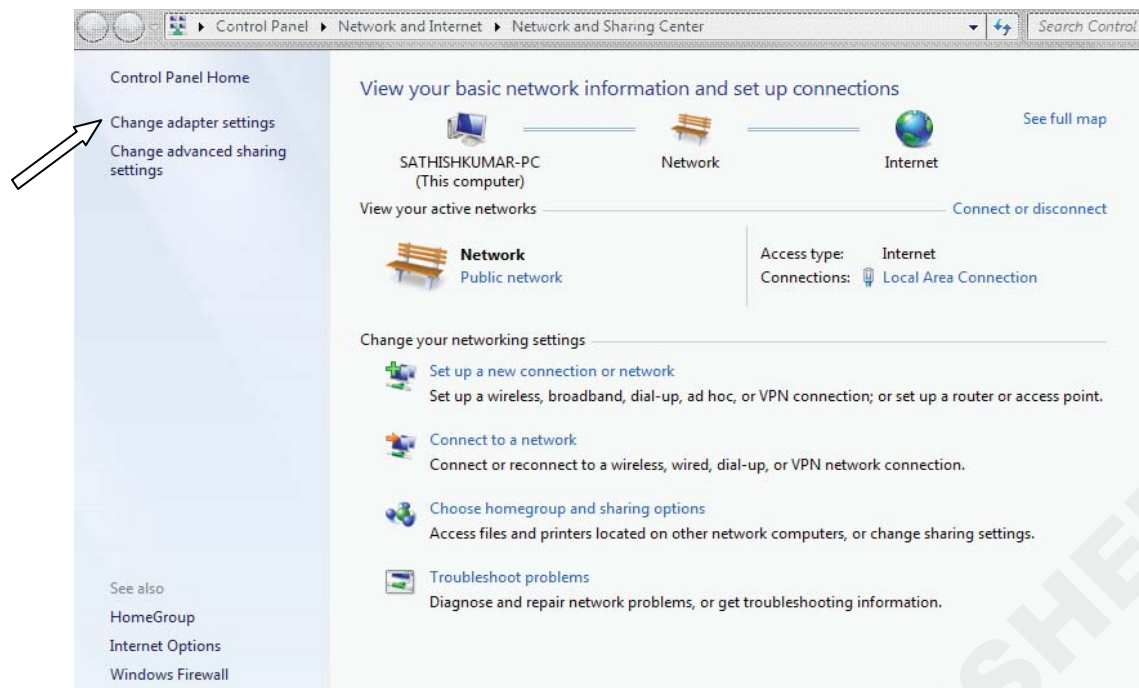 Control Panel ▸ Network and Internet ▸ Network and Sharing Center
Search Control
Control Panel Home
Change adapter settings
Change advanced sharing
settings
See also
HomeGroup
Internet Options
Windows Firewall
View your basic network information and set up connections
See full map
SATHISHKUMAR-PC
(This computer)
Network
Internet
View your active networks
Connect or disconnect
Network
Public network
Access type: Internet
Connections: Local Area Connection
Change your networking settings
Set up a new connection or network
Set up a wireless, broadband, dial-up, ad hoc, or VPN connection; or set up a router or access point.
Connect to a network
Connect or reconnect to a wireless, wired, dial-up, or VPN network connection.
Choose homegroup and sharing options
Access files and printers located on other network computers, or change sharing settings.
Troubleshoot problems
Diagnose and repair network problems, or get troubleshooting information.